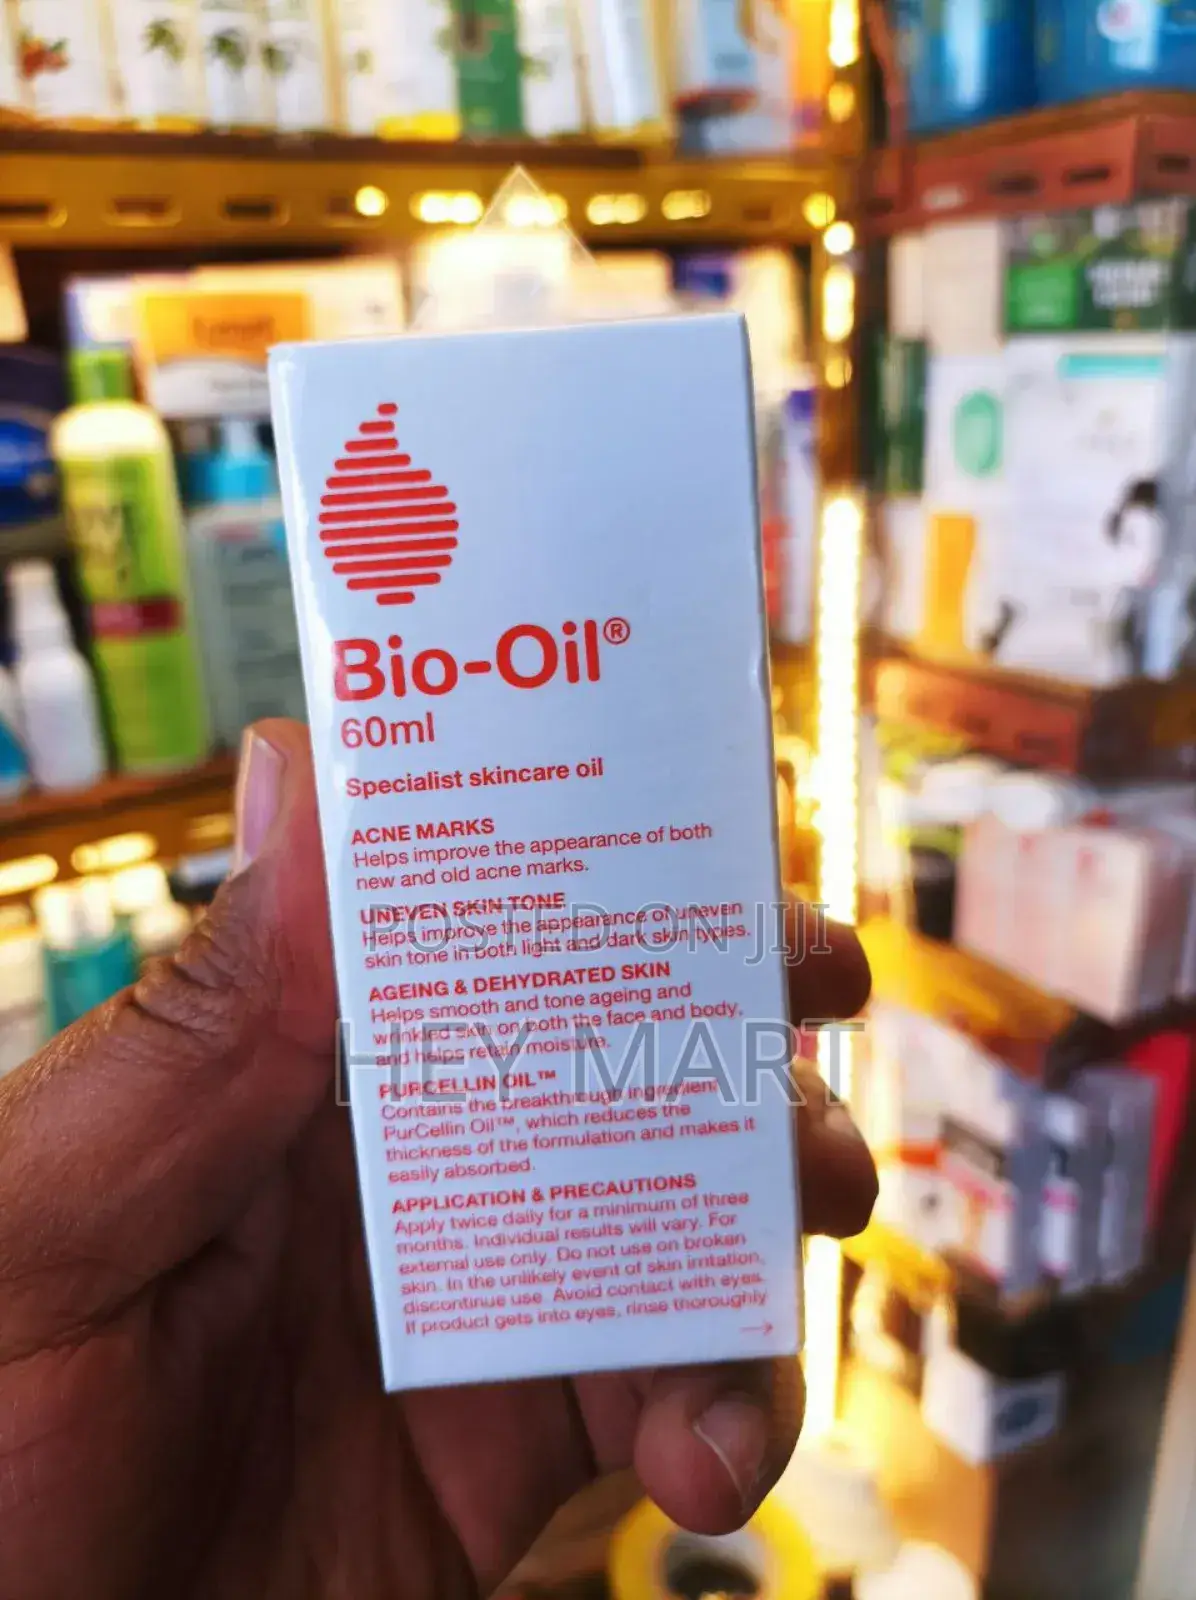 Bio-Oil®
60ml
Specialist skincare oil
ACNE MARKS
Helps improve the appearance of both
new and old acne marks.
UNEVEN SKIN TONE
Helps improve the appearance of uneven
skin tone in both light and dark skin types.
AGEING & DEHYDRATED SKIN
Helps smooth and tone ageing and
wrinkled skin on both the face and body,
and helps retain moisture.
PURCELLIN OIL™
Contains the breakthrough ingredient
PurCellin Oil™, which reduces the
thickness of the formulation and makes it
easily absorbed.
APPLICATION & PRECAUTIONS
Apply twice daily for a minimum of three
months. Individual results will vary. For
external use only. Do not use on broken
skin. In the unlikely event of skin irritation,
discontinue use. Avoid contact with eyes.
If product gets into eyes, rinse thoroughly
→
POSTED ON JIJI
HEY MART